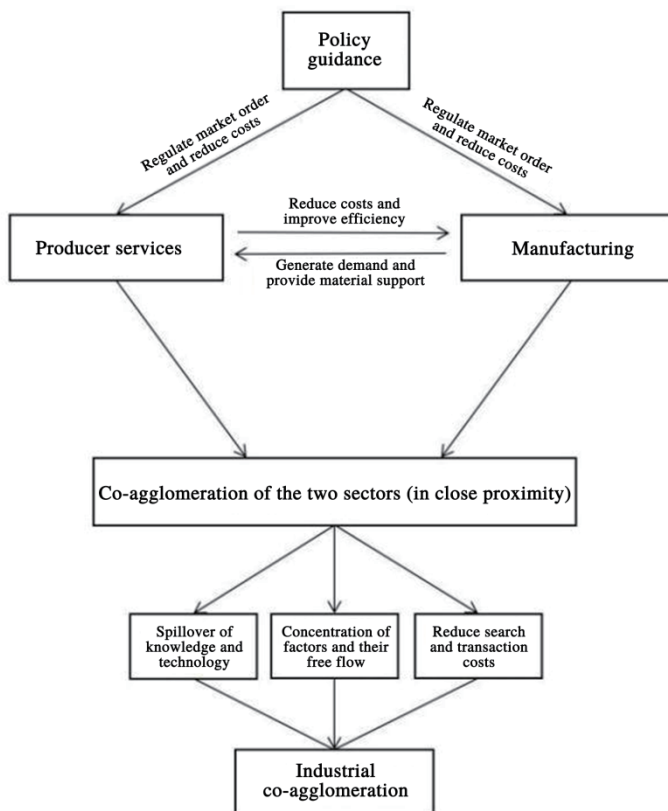 Policy
guidance
Regulate market order
and reduce costs
Regulate market order
and reduce costs
Reduce costs and
improve efficiency
Producer services
Manufacturing
Generate demand and
provide material support
Co-agglomeration of the two sectors (in close proximity)
Spillover of
knowledge and
technology
Concentration of
factors and their
free flow
Reduce search
and transaction
costs
Industrial
co-agglomeration